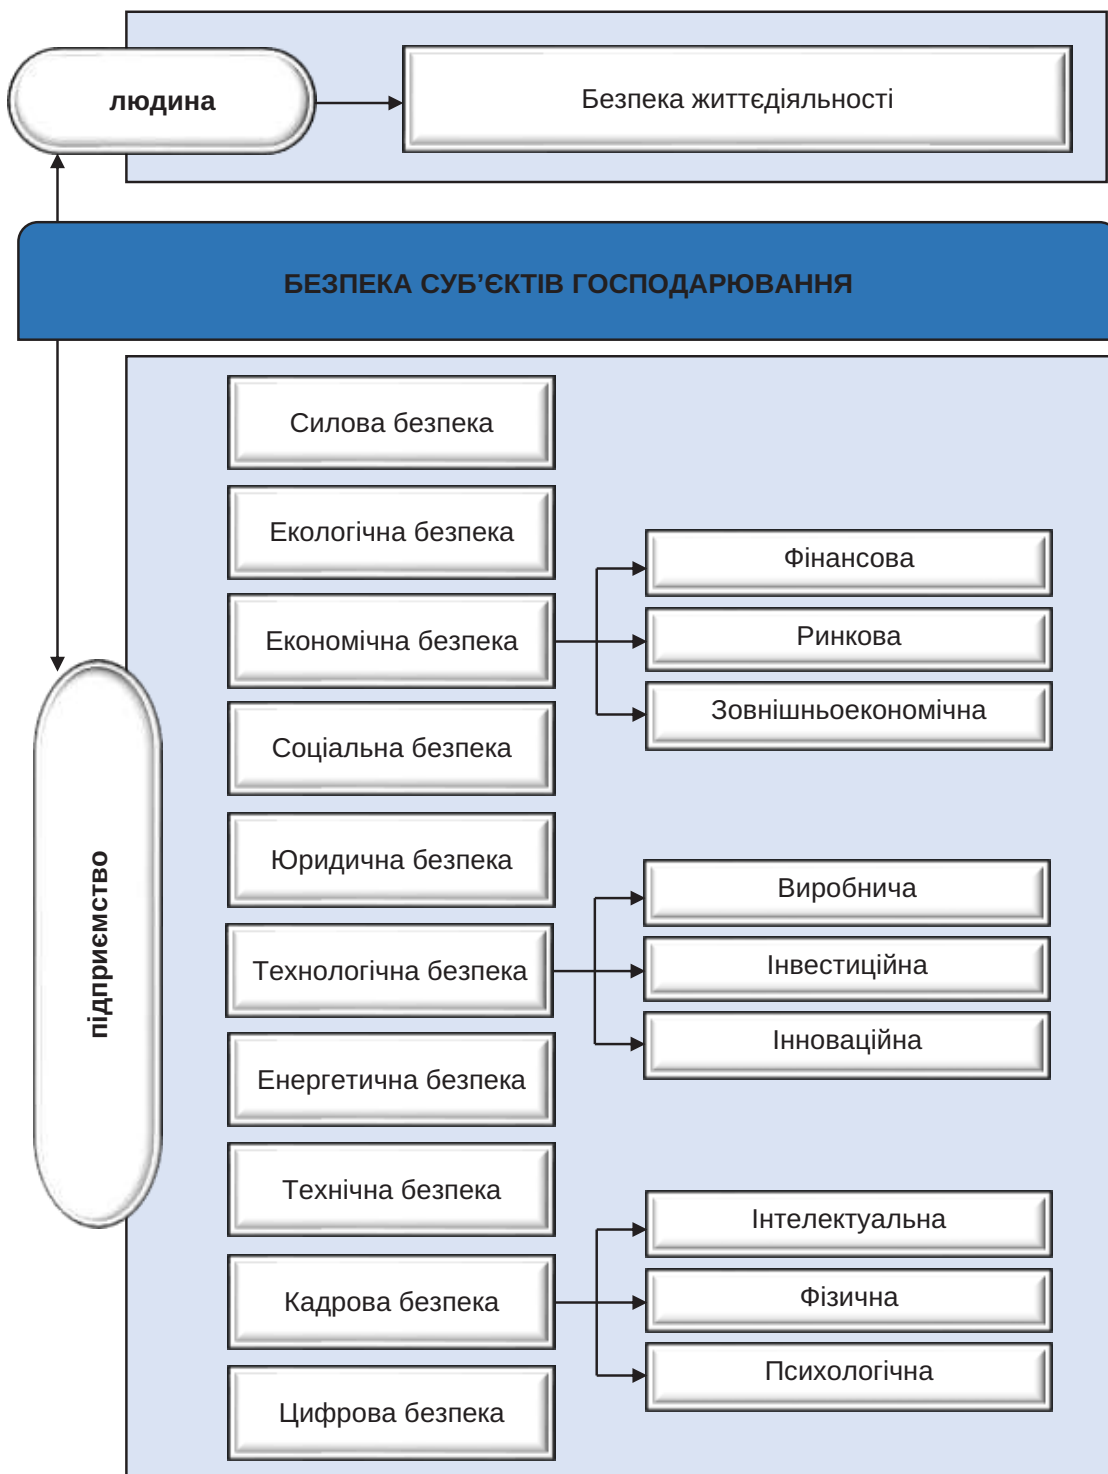 людина
Безпека життєдіяльності
БЕЗПЕКА СУБ’ЄКТІВ ГОСПОДАРЮВАННЯ
підприємство
Силова безпека
Екологічна безпека
Економічна безпека
Фінансова
Ринкова
Зовнішньоекономічна
Соціальна безпека
Юридична безпека
Технологічна безпека
Виробнича
Інвестиційна
Інноваційна
Енергетична безпека
Технічна безпека
Кадрова безпека
Інтелектуальна
Фізична
Психологічна
Цифрова безпека